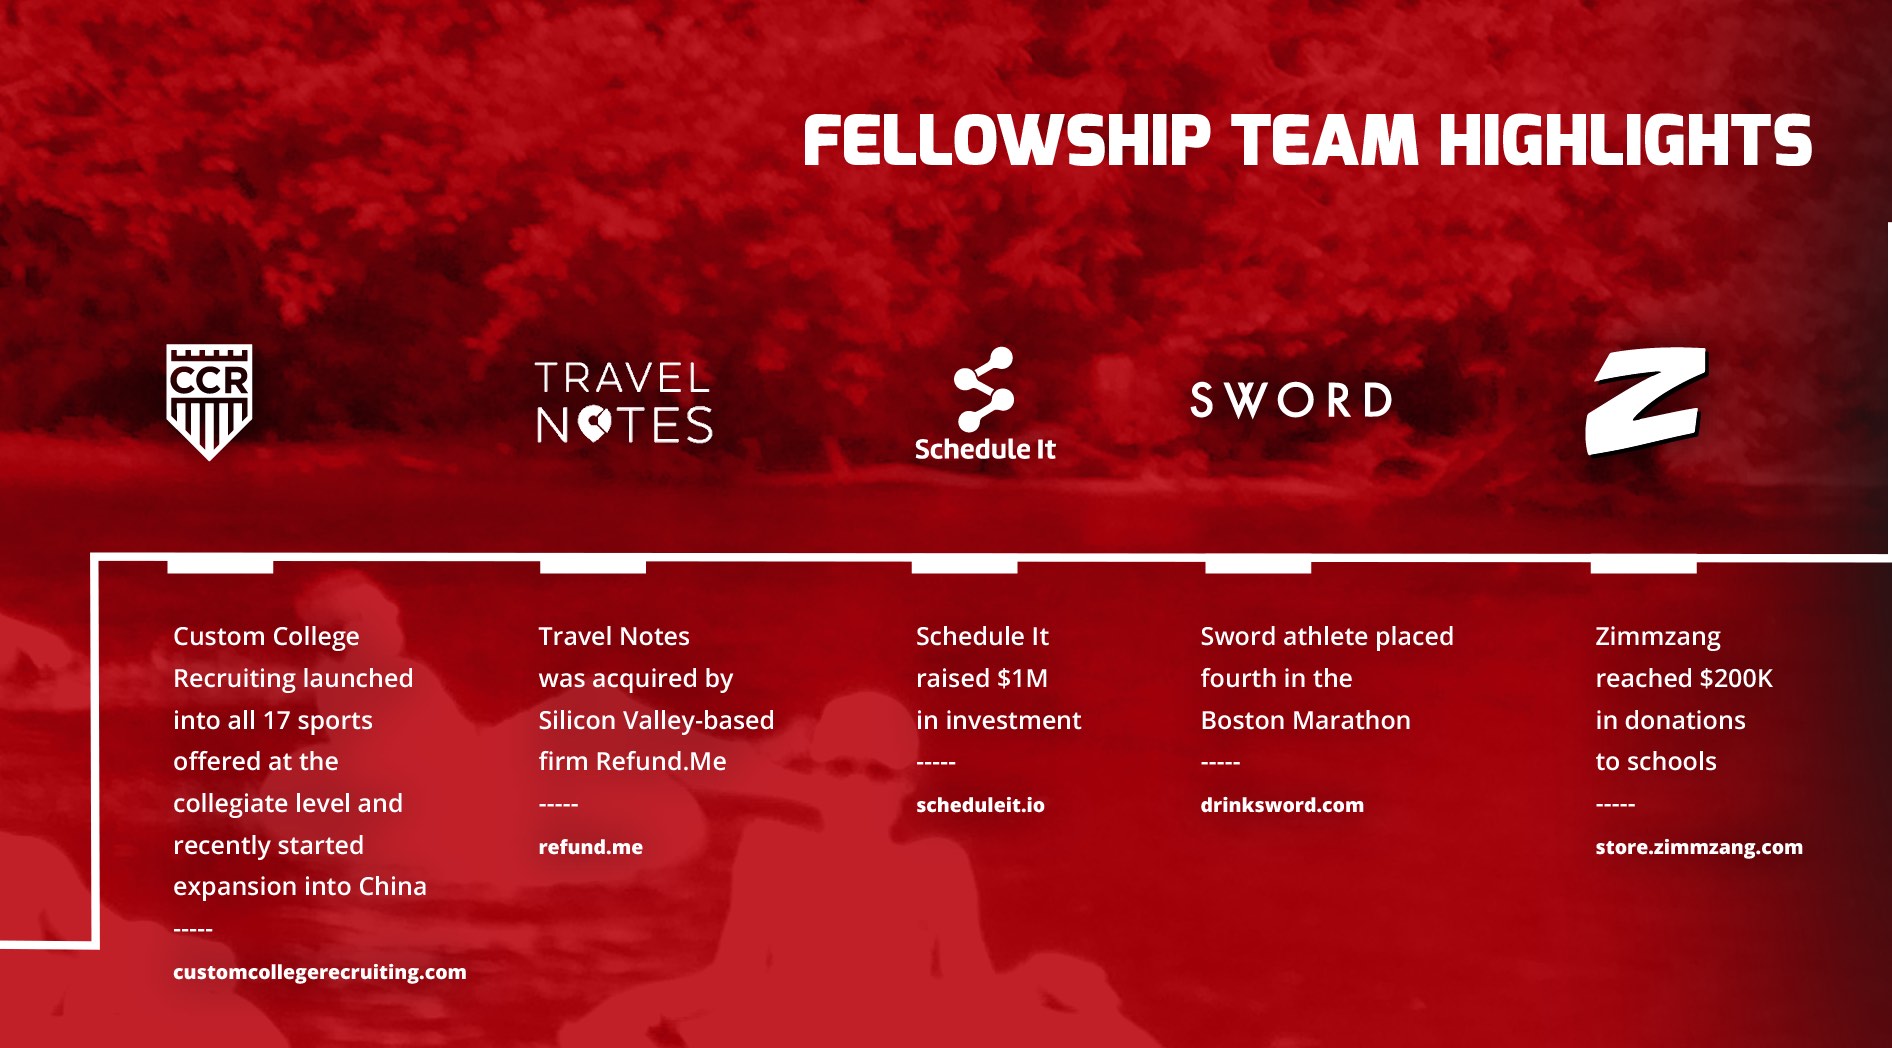 FELLOWSHIP TEAM HIGHLIGHTS
CCR
TRAVEL
NOTES
Schedule It
SWORD
Z
Custom College
Recruiting launched
into all 17 sports
offered at the
collegiate level and
recently started
expansion into China
-----
customcollegerecruiting.com
Travel Notes
was acquired by
Silicon Valley-based
firm Refund.Me
-----
refund.me
Schedule It
raised $1M
in investment
-----
scheduleit.io
Sword athlete placed
fourth in the
Boston Marathon
-----
drinksword.com
Zimmzang
reached $200K
in donations
to schools
-----
store.zimmzang.com